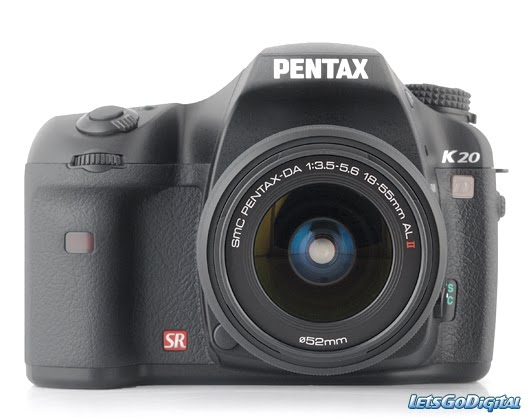 PENTAX
K20
SMC PENTAX-DA 1:3.5-5.6 18-55mm AL II
SR
ø52mm
LETSGODIGITAL